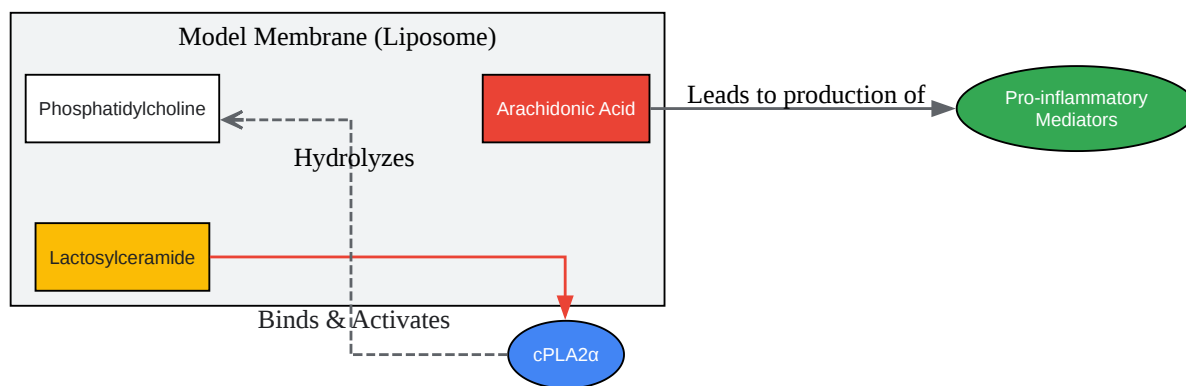 Model Membrane (Liposome)
Phosphatidylcholine
Arachidonic Acid
Leads to production of
Pro-inflammatory
Mediators
Hydrolyzes
Lactosylceramide
Binds & Activates
cPLA2α